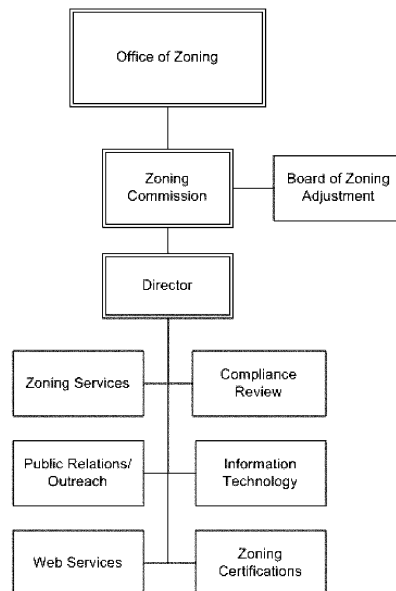 Office of Zoning
Zoning
Commission
Board of Zoning
Adjustment
Director
Zoning Services
Compliance
Review
Public Relations/
Outreach
Information
Technology
Web Services
Zoning
Certifications